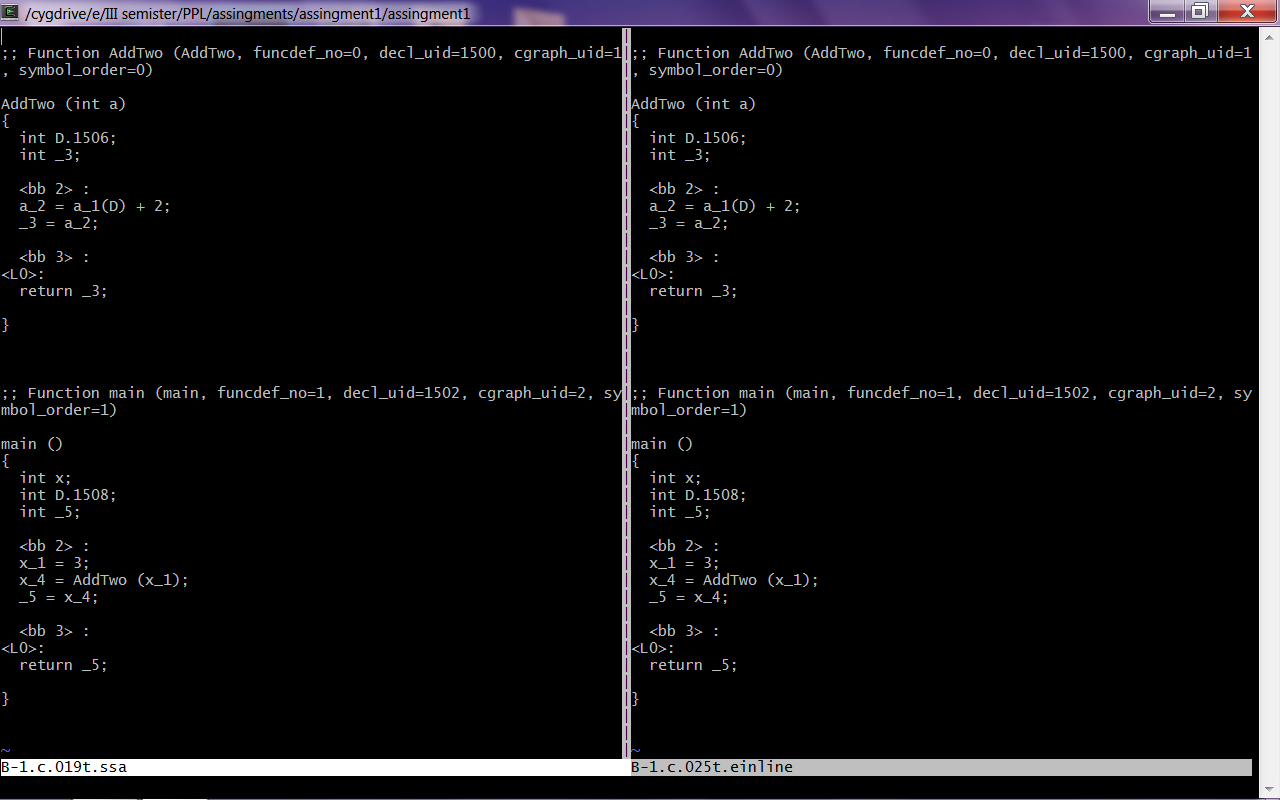 /cygdrive/e/III semister/PPL/assingments/assingment1/assingment1
;; Function AddTwo (AddTwo, funcdef_no=0, decl_uid=1500, cgraph_uid=1
, symbol_order=0)
AddTwo (int a)
{
  int D.1506;
  int _3;
  <bb 2> :
  a_2 = a_1(D) + 2;
  _3 = a_2;
  <bb 3> :
<L0>:
  return _3;
}
;; Function main (main, funcdef_no=1, decl_uid=1502, cgraph_uid=2, sy
mbol_order=1)
main ()
{
  int x;
  int D.1508;
  int _5;
  <bb 2> :
  x_1 = 3;
  x_4 = AddTwo (x_1);
  _5 = x_4;
  <bb 3> :
<L0>:
  return _5;
}
~
B-1.c.019t.ssa
;; Function AddTwo (AddTwo, funcdef_no=0, decl_uid=1500, cgraph_uid=1
, symbol_order=0)
AddTwo (int a)
{
  int D.1506;
  int _3;
  <bb 2> :
  a_2 = a_1(D) + 2;
  _3 = a_2;
  <bb 3> :
<L0>:
  return _3;
}
;; Function main (main, funcdef_no=1, decl_uid=1502, cgraph_uid=2, sy
mbol_order=1)
main ()
{
  int x;
  int D.1508;
  int _5;
  <bb 2> :
  x_1 = 3;
  x_4 = AddTwo (x_1);
  _5 = x_4;
  <bb 3> :
<L0>:
  return _5;
}
~
B-1.c.025t.einline